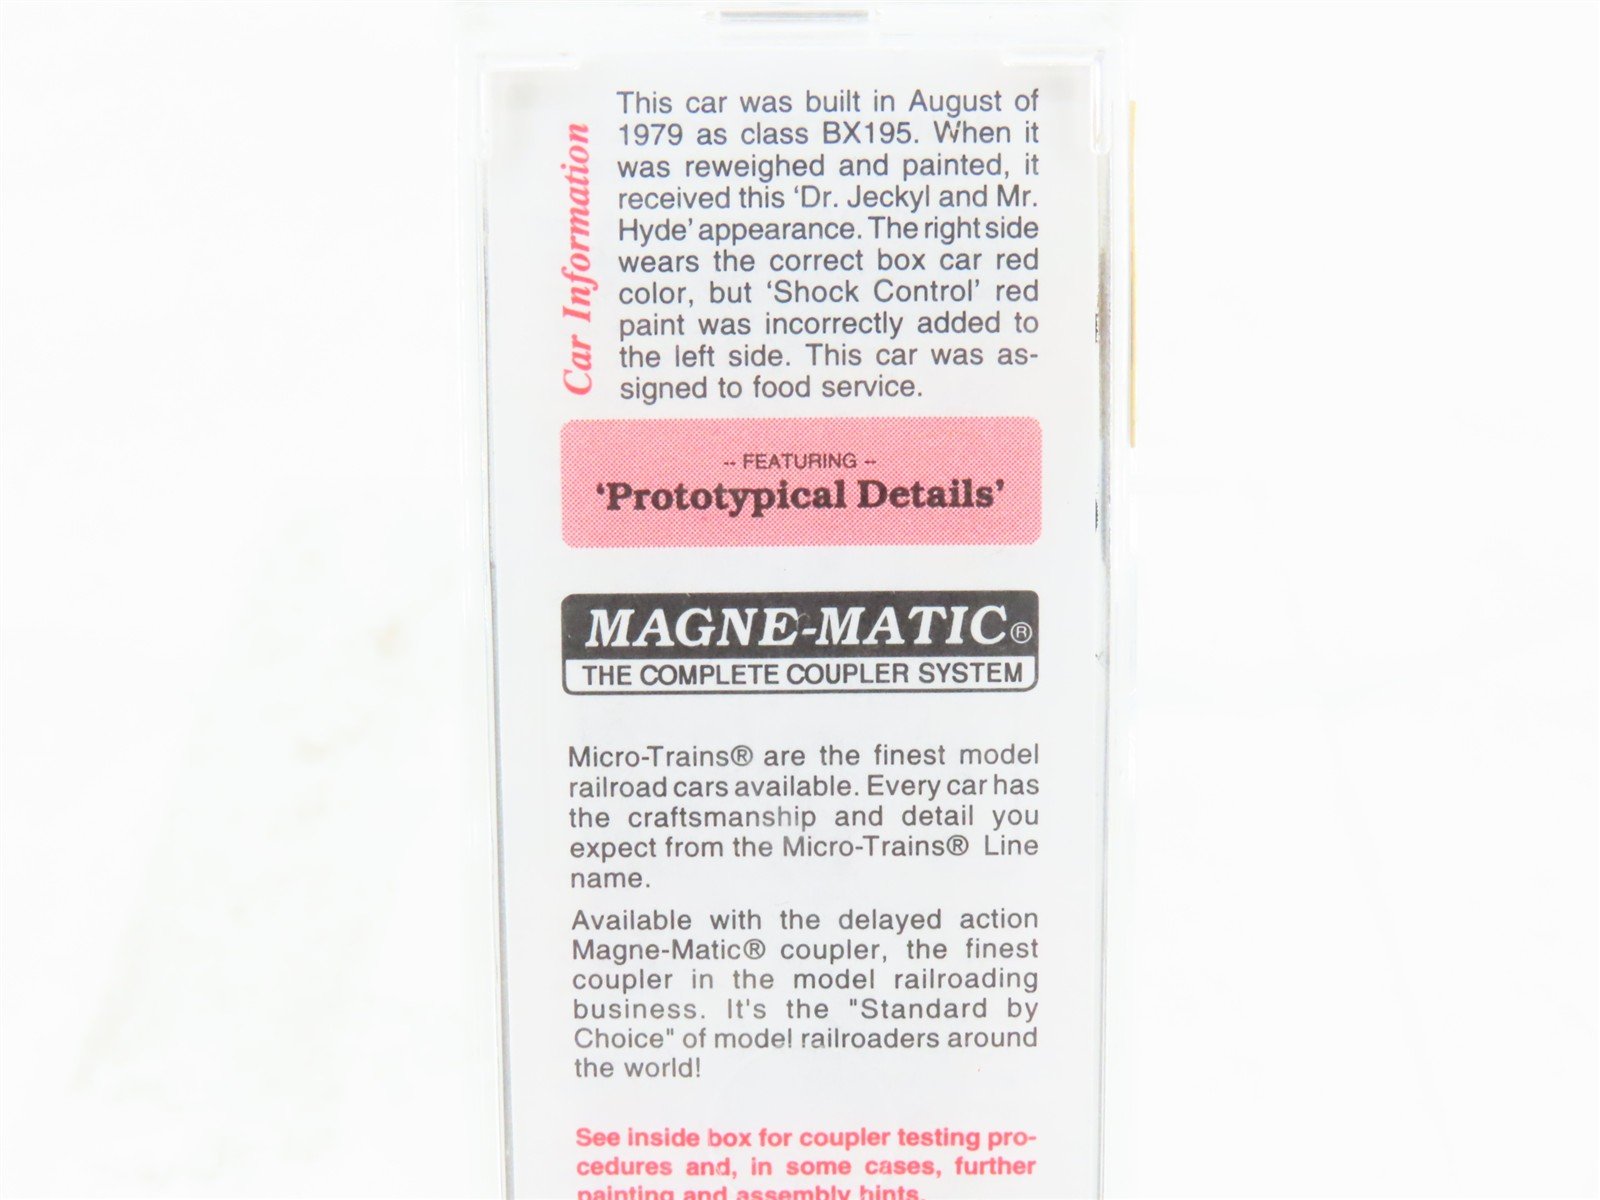 Car Information
This car was built in August of
1979 as class BX195. When it
was reweighed and painted, it
received this ‘Dr. Jeckyl and Mr.
Hyde’ appearance. The right side
wears the correct box car red
color, but ‘Shock Control’ red
paint was incorrectly added to
the left side. This car was as-
signed to food service.
-- FEATURING --
‘Prototypical Details’
MAGNE-MATIC®
THE COMPLETE COUPLER SYSTEM
Micro-Trains® are the finest model
railroad cars available. Every car has
the craftsmanship and detail you
expect from the Micro-Trains® Line
name.
Available with the delayed action
Magne-Matic® coupler, the finest
coupler in the model railroading
business. It's the "Standard by
Choice" of model railroaders around
the world!
See inside box for coupler testing pro-
cedures and, in some cases, further
painting and assembly hints.